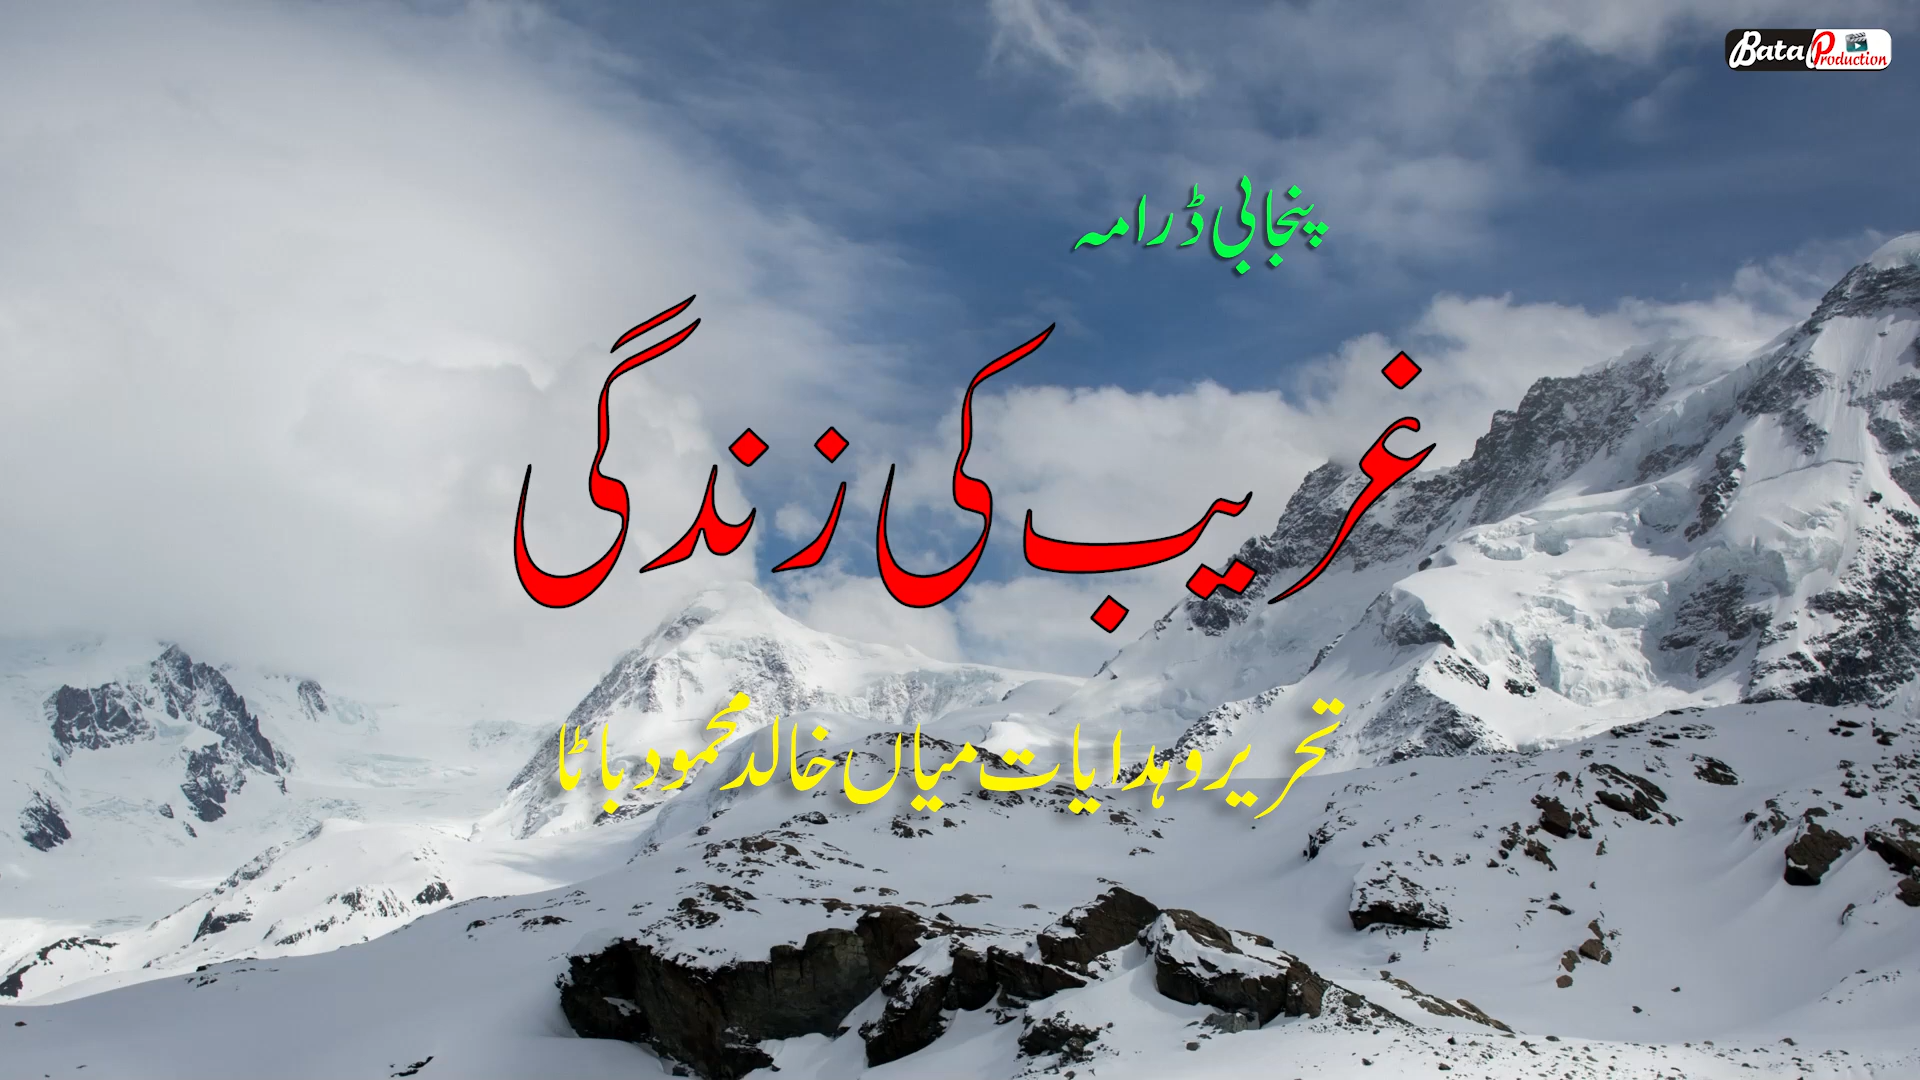 Bata Production
پنجابی ڈرامہ
غریب کی زندگی
تحریر و ہدایات میاں خالد محمود باٹا